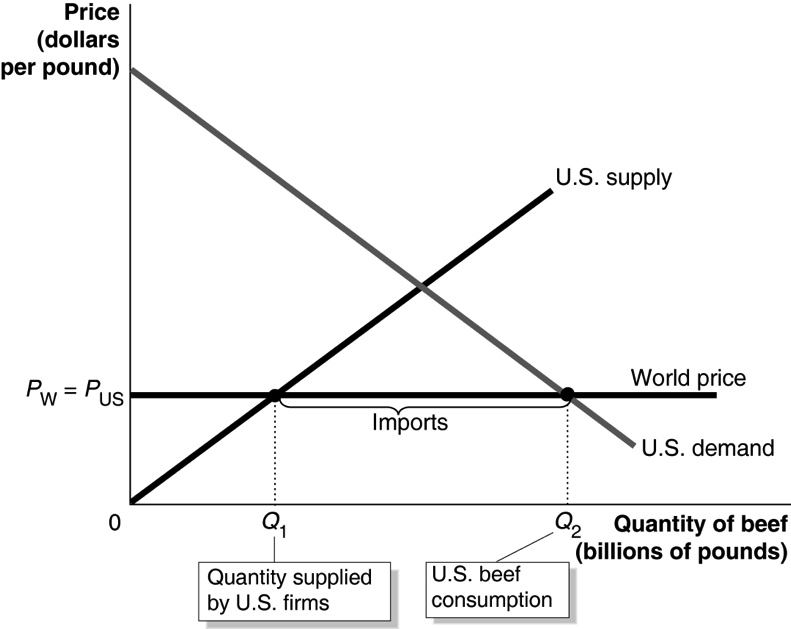 Price
(dollars
per pound)
U.S. supply
World price
P_W = P_US
Imports
U.S. demand
0
Q_1
Q_2
Quantity of beef
(billions of pounds)
Quantity supplied
by U.S. firms
U.S. beef
consumption